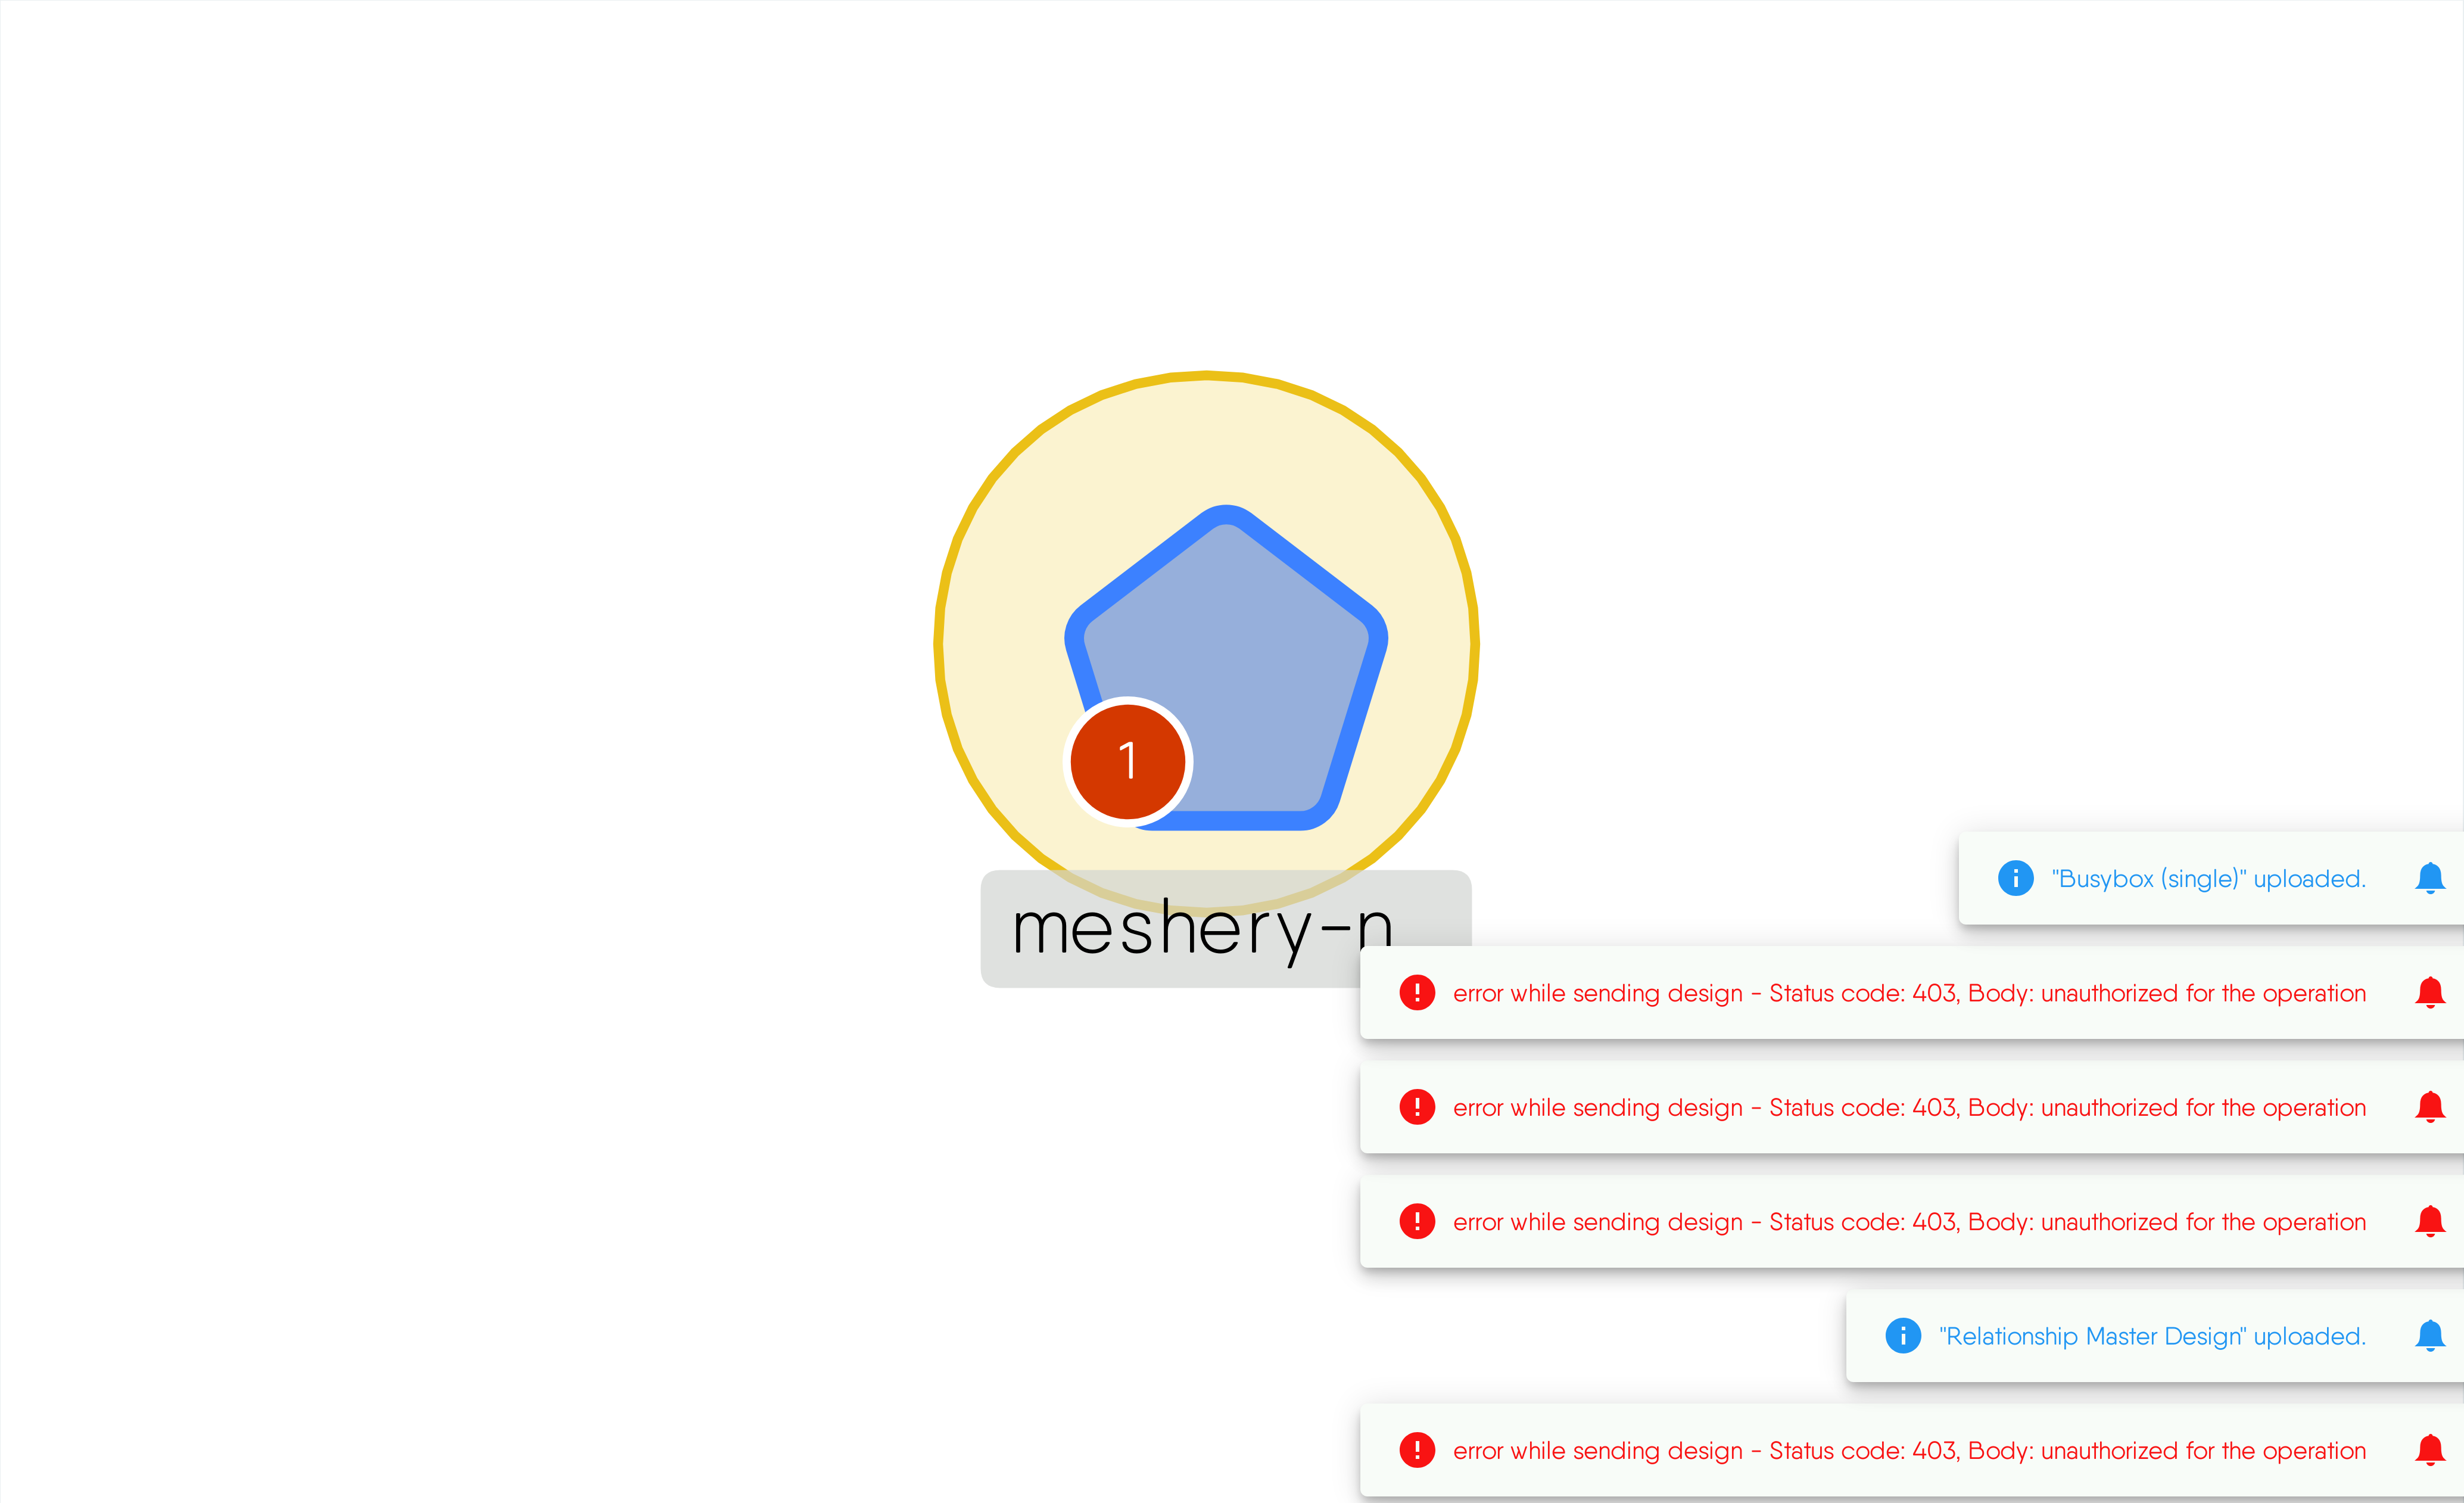 1
meshery-n
"Busybox (single)" uploaded.
error while sending design - Status code: 403, Body: unauthorized for the operation
error while sending design - Status code: 403, Body: unauthorized for the operation
error while sending design - Status code: 403, Body: unauthorized for the operation
"Relationship Master Design" uploaded.
error while sending design - Status code: 403, Body: unauthorized for the operation